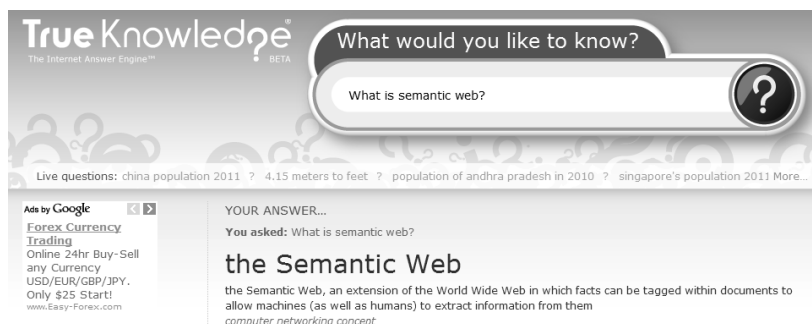 True Knowledge®
The Internet Answer Engine™ BETA
What would you like to know?
What is semantic web?
?
Live questions: china population 2011 ? 4.15 meters to feet ? population of andhra pradesh in 2010 ? singapore's population 2011 More...
Ads by Google
Forex Currency
Trading
Online 24hr Buy-Sell
any Currency
USD/EUR/GBP/JPY.
Only $25 Start!
www.Easy-Forex.com
YOUR ANSWER...
You asked: What is semantic web?
the Semantic Web
the Semantic Web, an extension of the World Wide Web in which facts can be tagged within documents to
allow machines (as well as humans) to extract information from them
computer networking concept